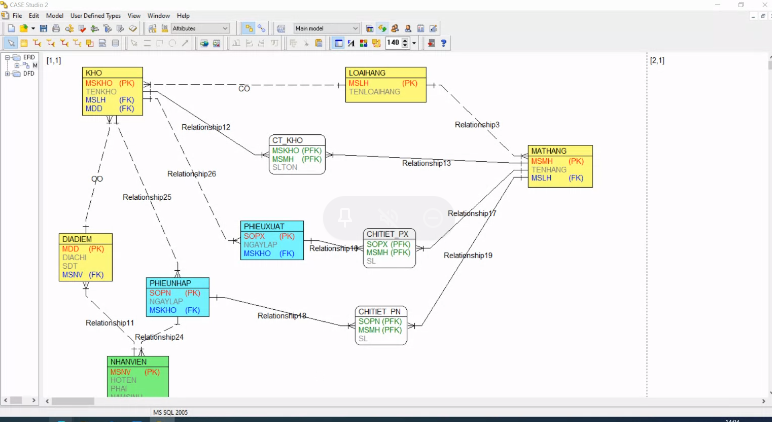 CASE Studio 2
File Edit Model User Defined Types View Window Help
Attributes
Main model
140
ERD
M
DFD
[1,1]
[2,1]
KHO
MSKHO (PK)
TENKHO
MSLH (FK)
MDD (FK)
CO
LOAIHANG
MSLH (PK)
TENLOAIHANG
Relationship3
Relationship12
CT_KHO
MSKHO (PFK)
MSMH (PFK)
SLTON
Relationship13
MATHANG
MSMH (PK)
TENHANG
MSLH (FK)
Relationship26
Relationship25
Relationship17
PHIEUXUAT
SOPX (PK)
NGAYLAP
MSKHO (FK)
CHITIET_PX
SOPX (PFK)
MSMH (PFK)
SL
Relationship19
DIADIEM
MDD (PK)
DIACHI
SDT
MSNV (FK)
PHIEUNHAP
SOPN (PK)
NGAYLAP
MSKHO (FK)
Relationship18
CHITIET_PN
SOPN (PFK)
MSMH (PFK)
SL
Relationship11
Relationship24
NHANVIEN
MSNV (PK)
HOTEN
PHAI
MS SQL 2005